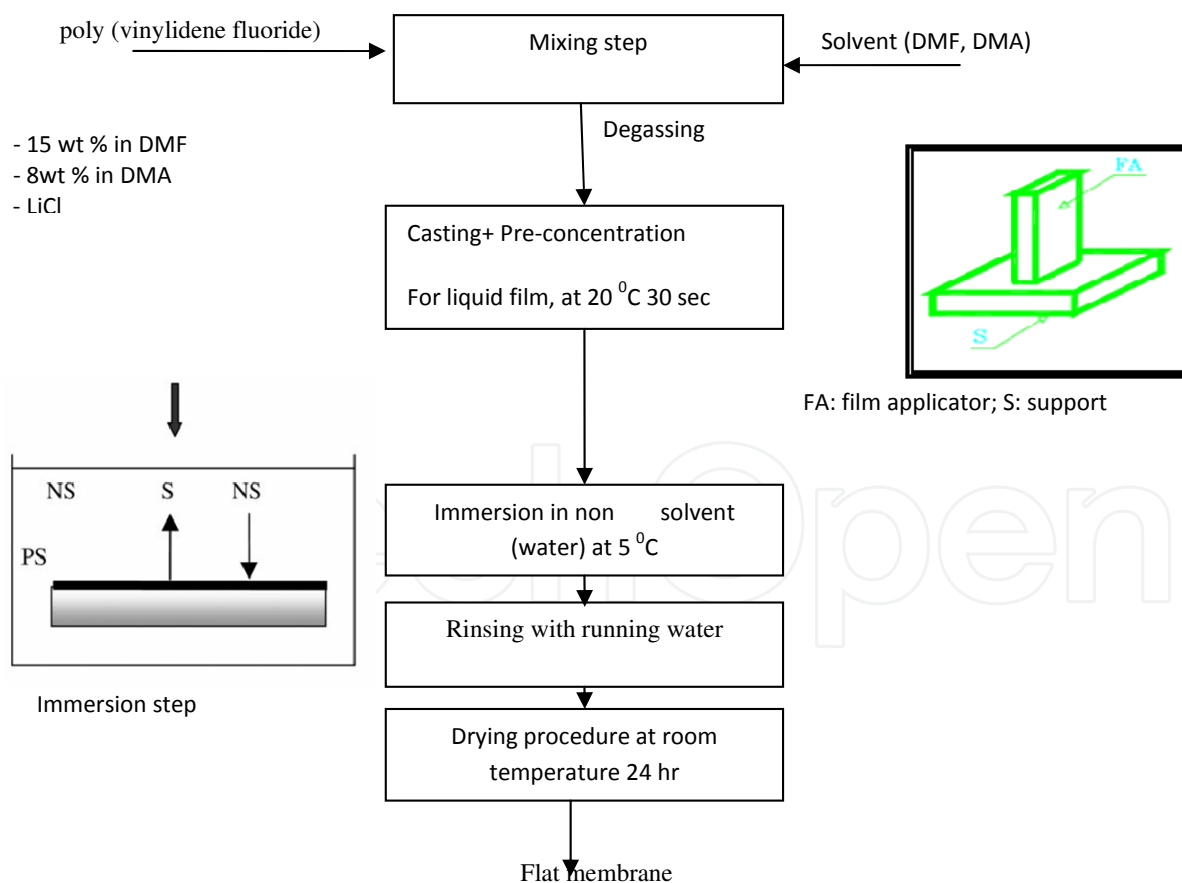 poly (vinylidene fluoride)
Mixing step
Solvent (DMF, DMA)
- 15 wt % in DMF
- 8wt % in DMA
- LiCl
Degassing
FA
S
FA: film applicator; S: support
Casting+ Pre-concentration
For liquid film, at 20 ⁰C 30 sec
NS S NS
PS
Immersion step
Immersion in non solvent
(water) at 5 ⁰C
Rinsing with running water
Drying procedure at room
temperature 24 hr
Flat membrane
Open